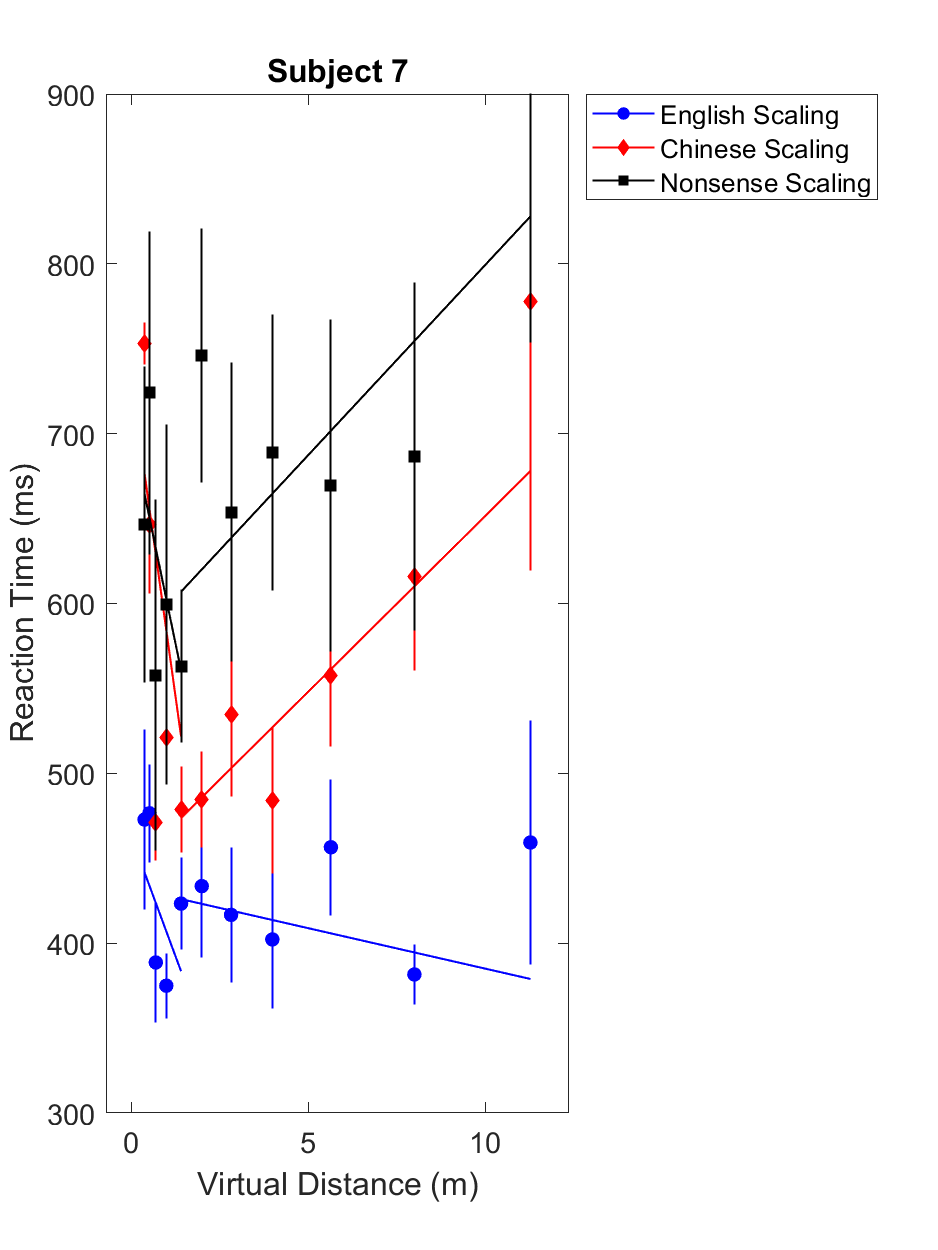 Subject 7
English Scaling
Chinese Scaling
Nonsense Scaling
900
800
700
600
500
400
300
Reaction Time (ms)
0 5 10
Virtual Distance (m)